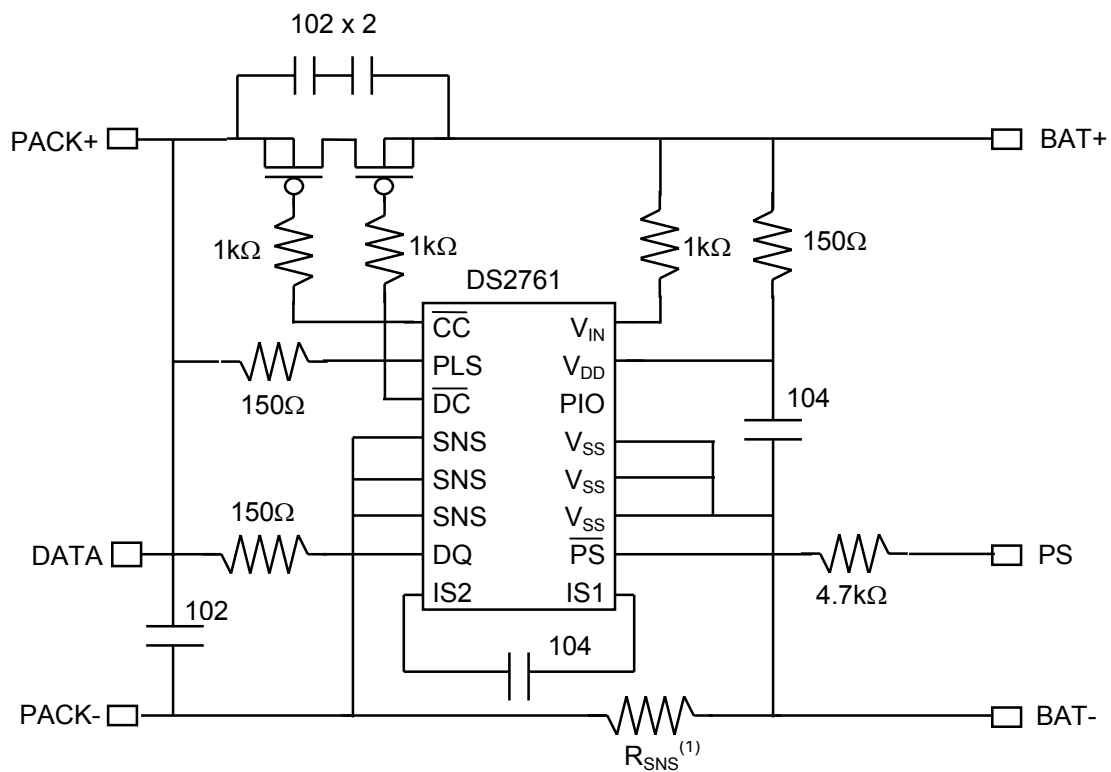 102 x 2
PACK+
BAT+
1kΩ
1kΩ
1kΩ
150Ω
DS2761
CC
VIN
PLS
VDD
150Ω
DC
PIO
104
SNS
VSS
SNS
VSS
150Ω
SNS
VSS
DATA
DQ
PS
PS
IS2
IS1
4.7kΩ
102
104
PACK-
BAT-
RSNS(1)